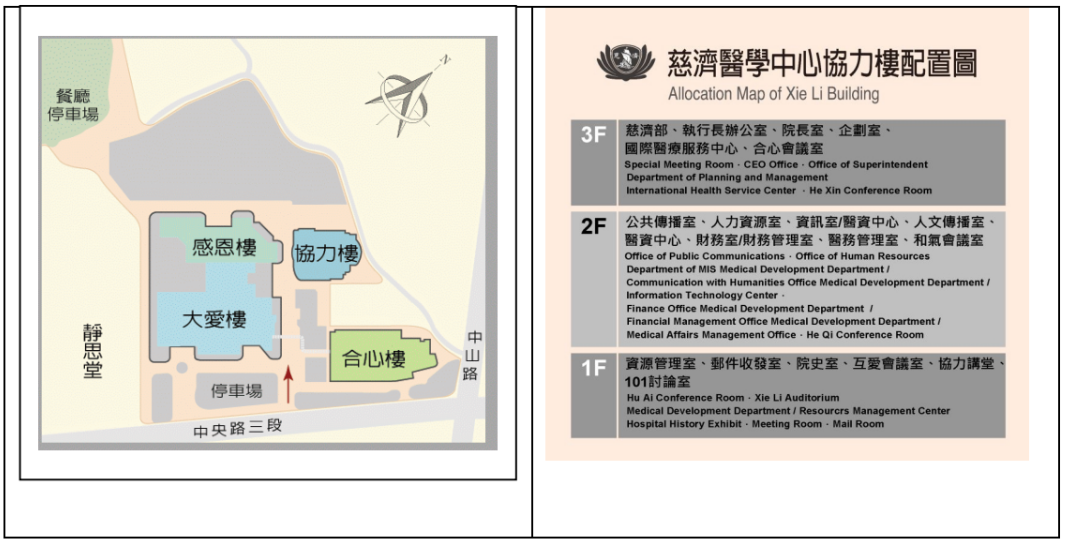 餐廳
停車場
N
感恩樓
協力樓
大愛樓
靜思堂
合心樓
中山路
停車場
中央路三段
慈濟醫學中心協力樓配置圖
Allocation Map of Xie Li Building
3F
慈濟部、執行長辦公室、院長室、企劃室、
國際醫療服務中心、合心會議室
Special Meeting Room · CEO Office · Office of Superintendent
Department of Planning and Management
International Health Service Center · He Xin Conference Room
2F
公共傳播室、人力資源室、資訊室/醫資中心、人文傳播室、
醫資中心、財務室/財務管理室、醫務管理室、和氣會議室
Office of Public Communications · Office of Human Resources
Department of MIS Medical Development Department /
Communication with Humanities Office Medical Development Department /
Information Technology Center ·
Finance Office Medical Development Department /
Financial Management Office Medical Development Department /
Medical Affairs Management Office · He Qi Conference Room
1F
資源管理室、郵件收發室、院史室、互愛會議室、協力講堂、
101討論室
Hu Ai Conference Room · Xie Li Auditorium
Medical Development Department / Resourcrs Management Center
Hospital History Exhibit · Meeting Room · Mail Room